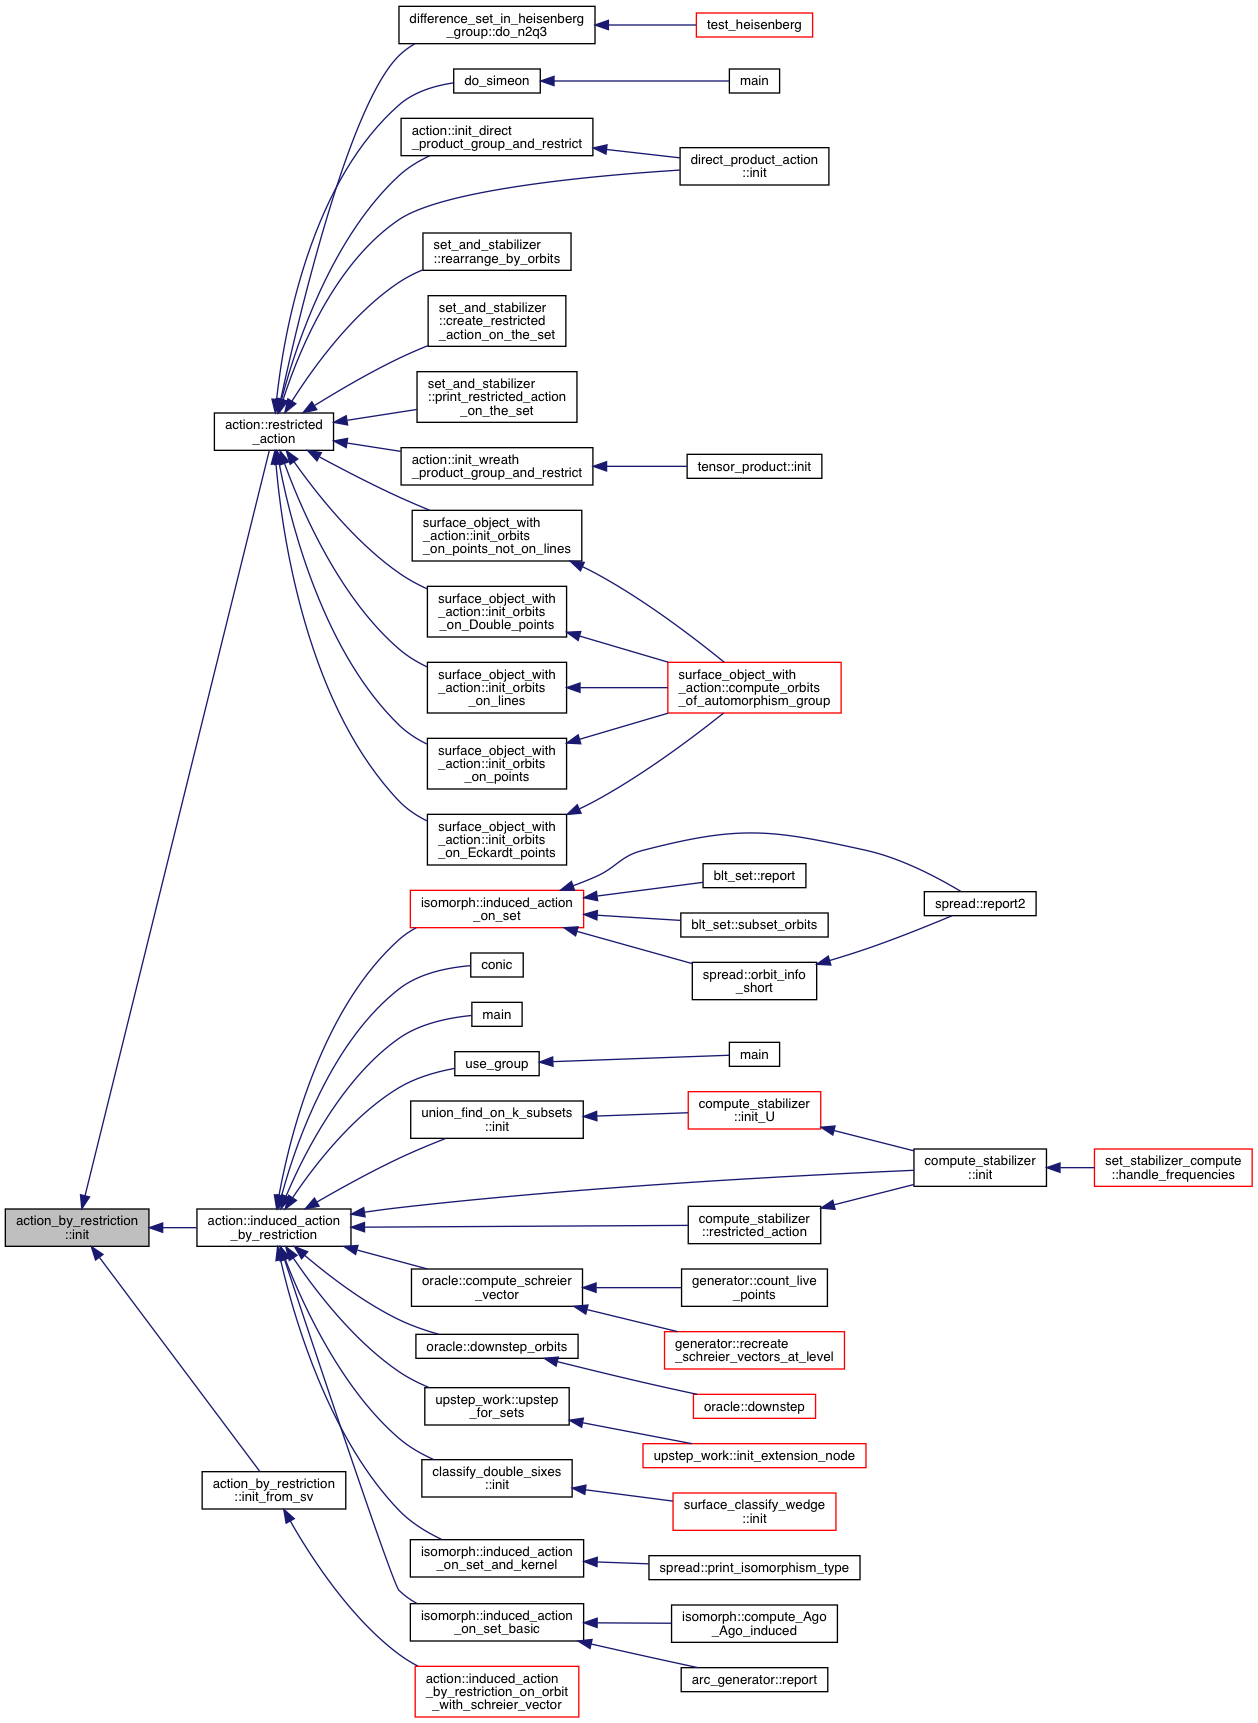 difference_set_in_heisenberg
_group::do_n2q3
test_heisenberg
do_simeon
main
action::init_direct
_product_group_and_restrict
direct_product_action
::init
set_and_stabilizer
::rearrange_by_orbits
set_and_stabilizer
::create_restricted
_action_on_the_set
set_and_stabilizer
::print_restricted_action
_on_the_set
action::restricted
_action
action::init_wreath
_product_group_and_restrict
tensor_product::init
surface_object_with
_action::init_orbits
_on_points_not_on_lines
surface_object_with
_action::init_orbits
_on_Double_points
surface_object_with
_action::init_orbits
_on_lines
surface_object_with
_action::compute_orbits
_of_automorphism_group
surface_object_with
_action::init_orbits
_on_points
surface_object_with
_action::init_orbits
_on_Eckardt_points
isomorph::induced_action
_on_set
blt_set::report
spread::report2
blt_set::subset_orbits
spread::orbit_info
_short
conic
main
use_group
main
union_find_on_k_subsets
::init
compute_stabilizer
::init_U
compute_stabilizer
::init
set_stabilizer_compute
::handle_frequencies
action_by_restriction
::init
action::induced_action
_by_restriction
compute_stabilizer
::restricted_action
oracle::compute_schreier
_vector
generator::count_live
_points
generator::recreate
_schreier_vectors_at_level
oracle::downstep_orbits
oracle::downstep
upstep_work::upstep
_for_sets
upstep_work::init_extension_node
classify_double_sixes
::init
action_by_restriction
::init_from_sv
surface_classify_wedge
::init
isomorph::induced_action
_on_set_and_kernel
spread::print_isomorphism_type
isomorph::induced_action
_on_set_basic
isomorph::compute_Ago
_Ago_induced
arc_generator::report
action::induced_action
_by_restriction_on_orbit
_with_schreier_vector